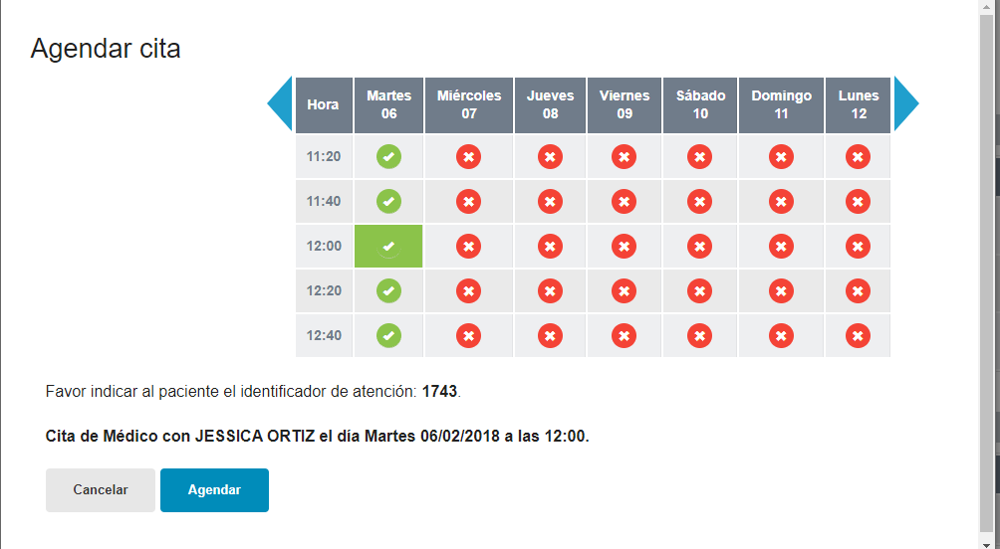 Agendar cita
Hora Martes 06 Miércoles 07 Jueves 08 Viernes 09 Sábado 10 Domingo 11 Lunes 12
11:20
11:40
12:00
12:20
12:40
Favor indicar al paciente el identificador de atención: 1743.
Cita de Médico con JESSICA ORTIZ el día Martes 06/02/2018 a las 12:00.
Cancelar Agendar